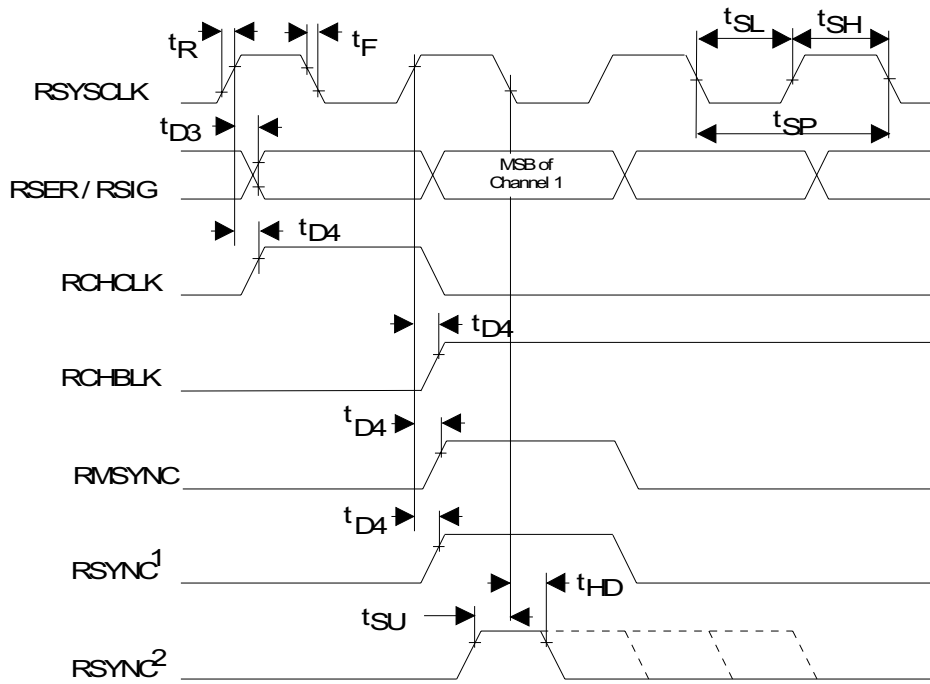 tSL
tSH
tR
tF
RSYSCLK
tSP
tD3
MSB of
Channel 1
RSER / RSIG
tD4
RCHCLK
tD4
RCHBLK
tD4
RMSYNC
tD4
RSYNC1
tHD
tSU
RSYNC2